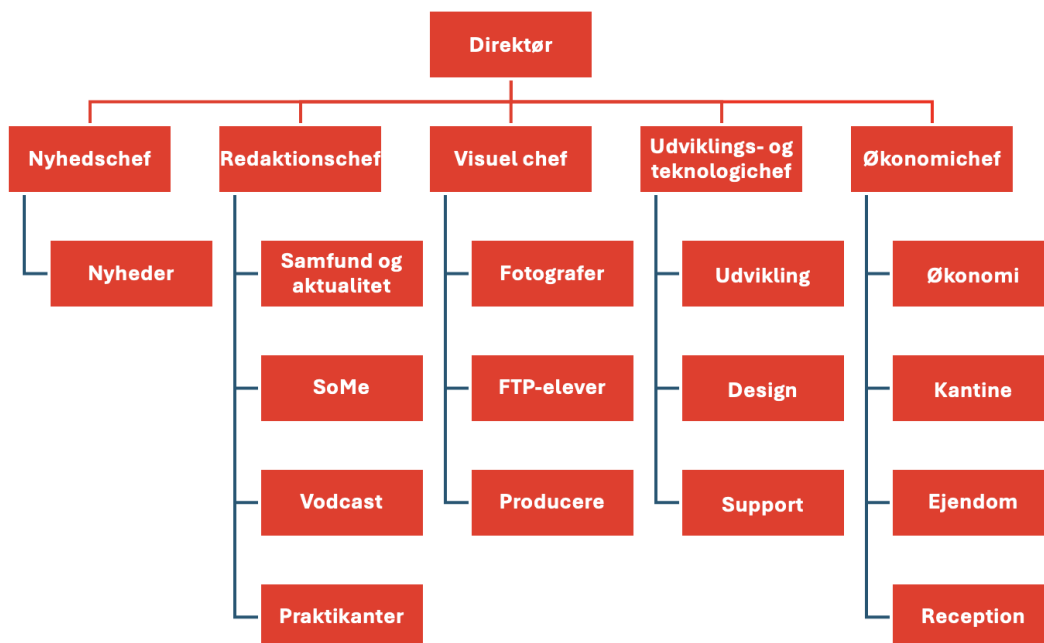 Direktør
Nyhedschef
Redaktionschef
Visuel chef
Udviklings- og
teknologichef
Økonomichef
Nyheder
Samfund og
aktualitet
Fotografer
Udvikling
Økonomi
SoMe
FTP-elever
Design
Kantine
Vodcast
Producere
Support
Ejendom
Praktikanter
Reception